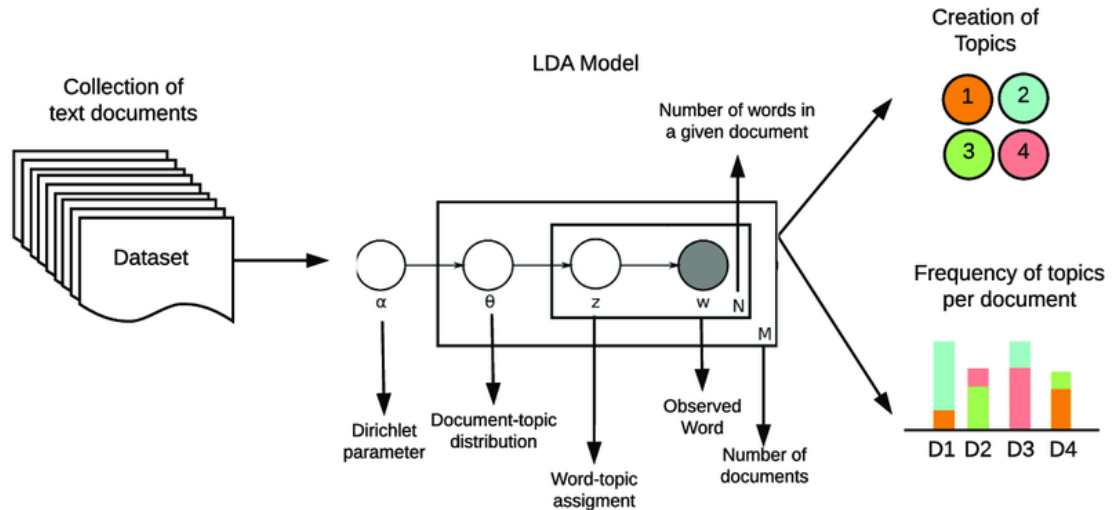 Collection of
text documents
Dataset
LDA Model
Number of words in
a given document
α
θ
z
w
N
M
Dirichlet
parameter
Document-topic
distribution
Word-topic
assigment
Observed
Word
Number of
documents
Creation of
Topics
1
2
3
4
Frequency of topics
per document
D1 D2 D3 D4